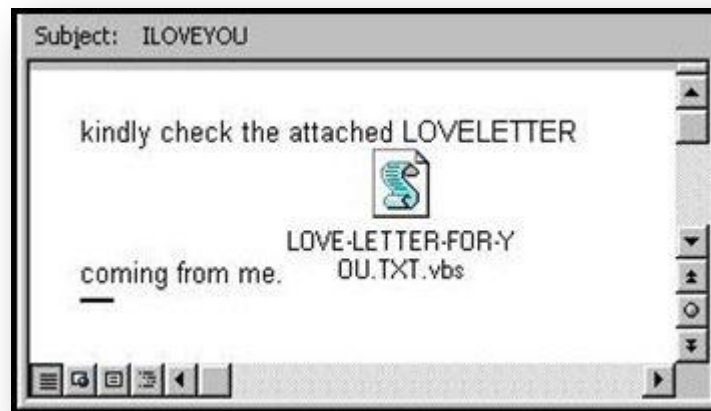 Subject: ILOVEYOU
kindly check the attached LOVELETTER
LOVE-LETTER-FOR-Y
OU.TXT.vbs
coming from me.